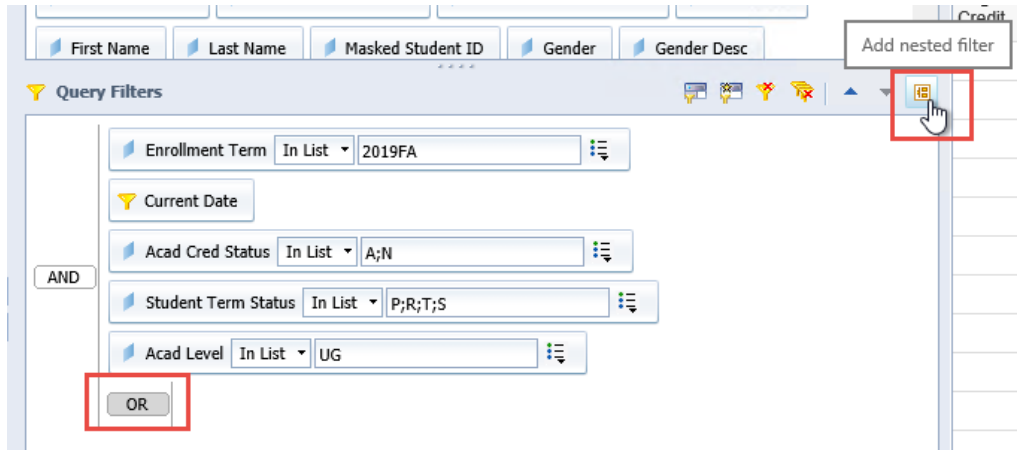 Credit
First Name Last Name Masked Student ID Gender Gender Desc
Add nested filter
Query Filters
Enrollment Term In List 2019FA
Current Date
Acad Cred Status In List A;N
AND
Student Term Status In List P;R;T;S
Acad Level In List UG
OR